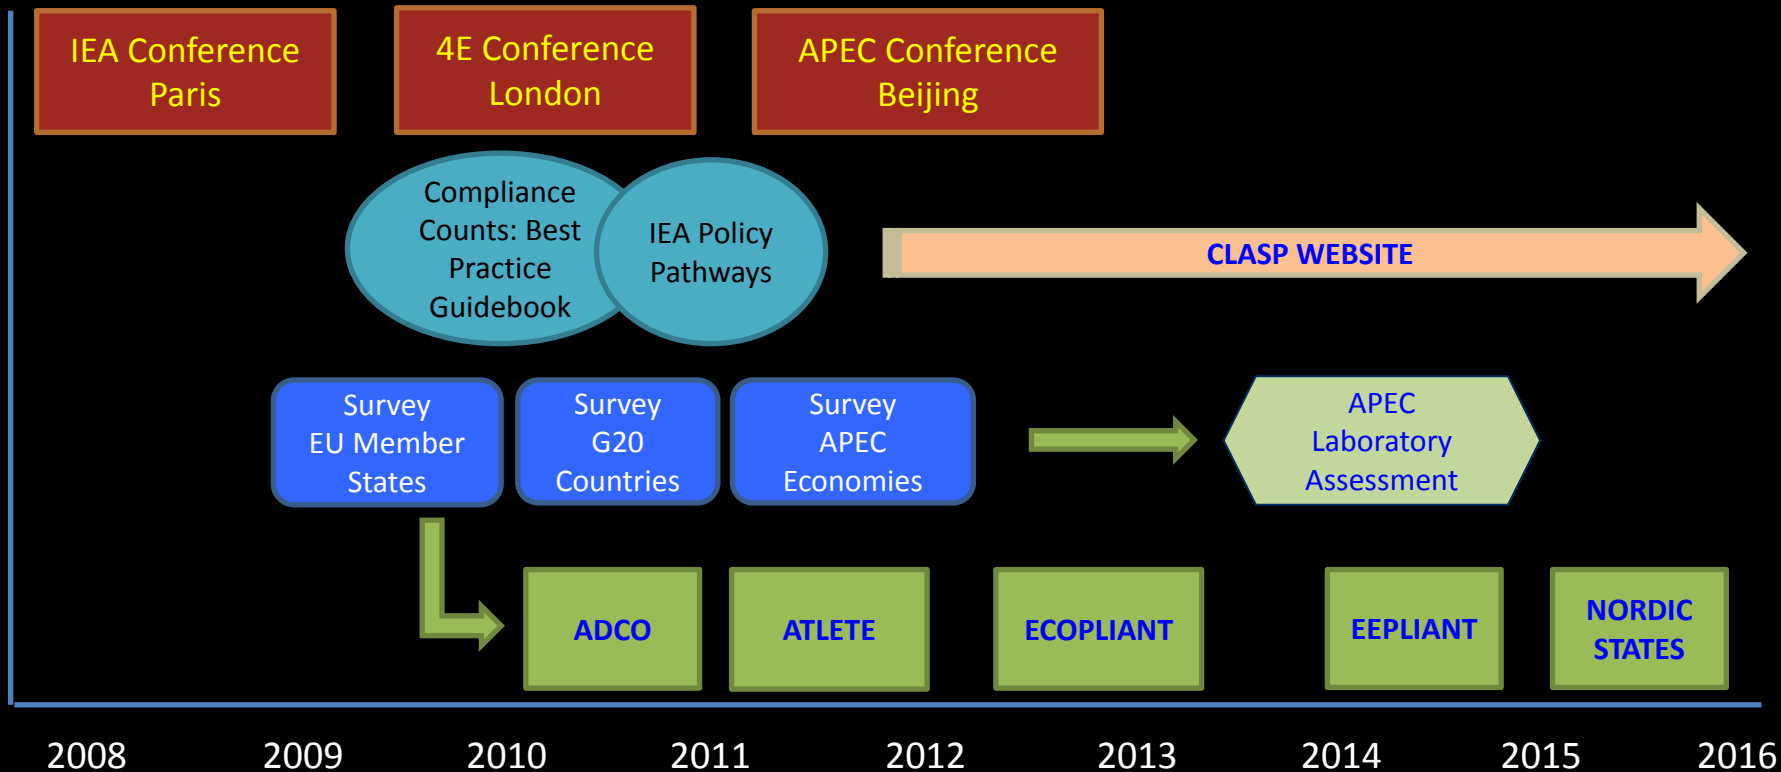 IEA Conference
Paris
4E Conference
London
APEC Conference
Beijing
Compliance
Counts: Best
Practice
Guidebook
IEA Policy
Pathways
CLASP WEBSITE
Survey
EU Member
States
Survey
G20
Countries
Survey
APEC
Economies
APEC
Laboratory
Assessment
ADCO
ATLETE
ECOPLIANT
EEPLIANT
NORDIC
STATES
2008 2009 2010 2011 2012 2013 2014 2015 2016